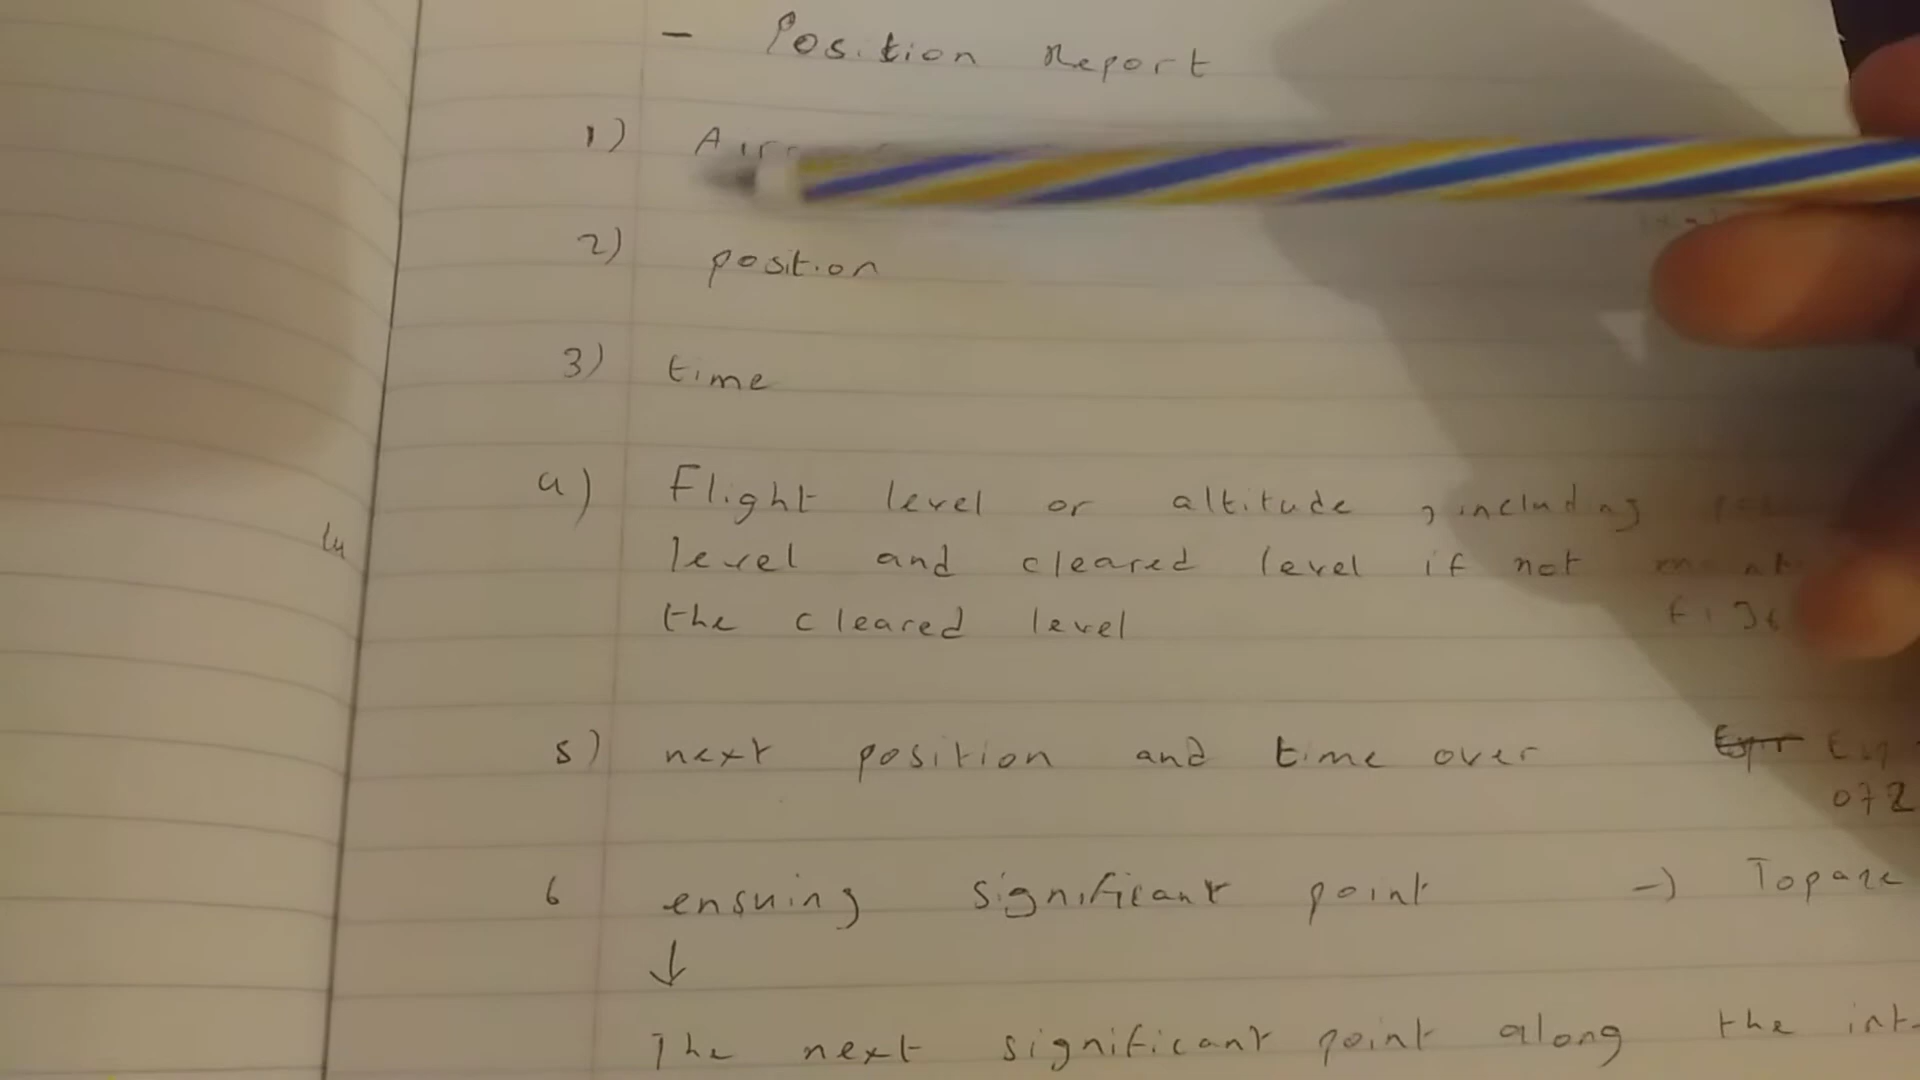 - Position Report
1)
2) position
3) time
4) Flight level or altitude, including
level and cleared level if not
the cleared level
5) next position and time over
072
6 ensuing significant point -> Topaze
↓
The next significant point along the